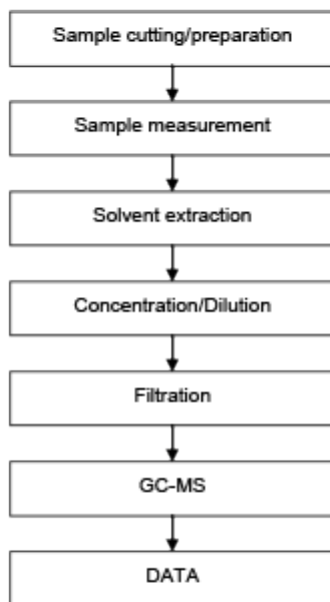 Sample cutting/preparation
Sample measurement
Solvent extraction
Concentration/Dilution
Filtration
GC-MS
DATA